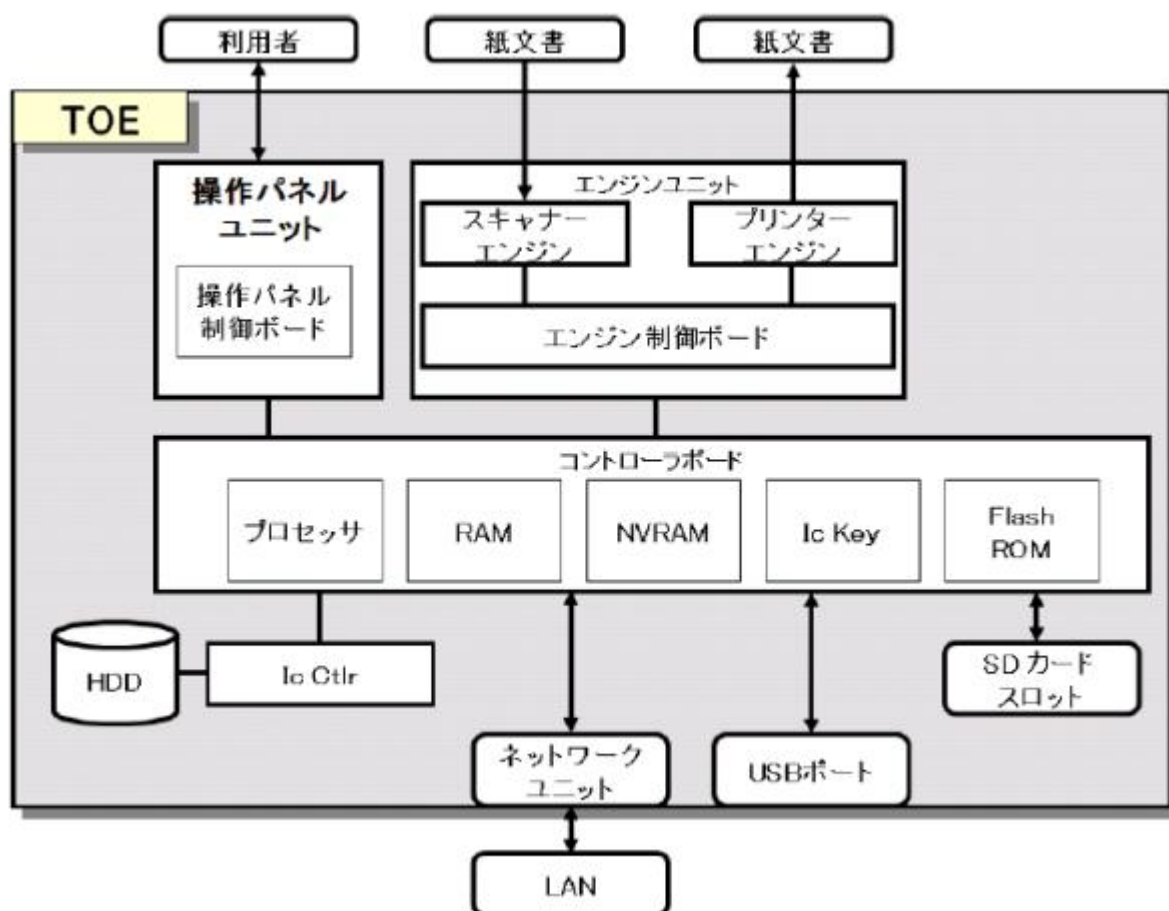 利用者
紙文書
紙文書
TOE
操作パネル
ユニット
操作パネル
制御ボード
エンジンユニット
スキャナー
エンジン
プリンター
エンジン
エンジン制御ボード
コントローラボード
プロセッサ
RAM
NVRAM
Ic Key
Flash
ROM
HDD
Ic Ctlr
ネットワーク
ユニット
USBポート
SDカード
スロット
LAN